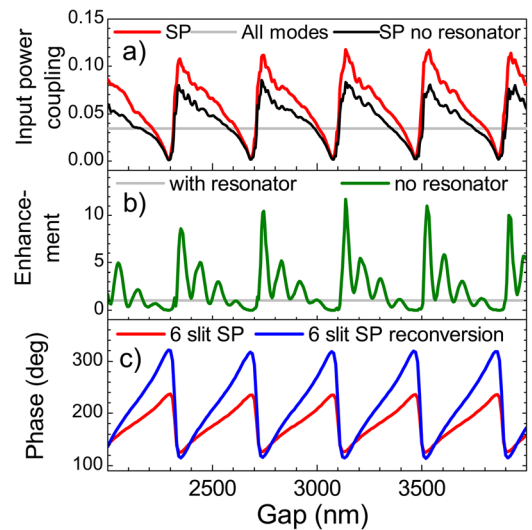 0.15
SP All modes SP no resonator
a)
0.10
0.05
0.00
Input power
coupling
with resonator no resonator
b)
10
5
0
Enhance-
ment
6 slit SP 6 slit SP reconversion
c)
300
200
100
Phase (deg)
2500 3000 3500 4000
Gap (nm)